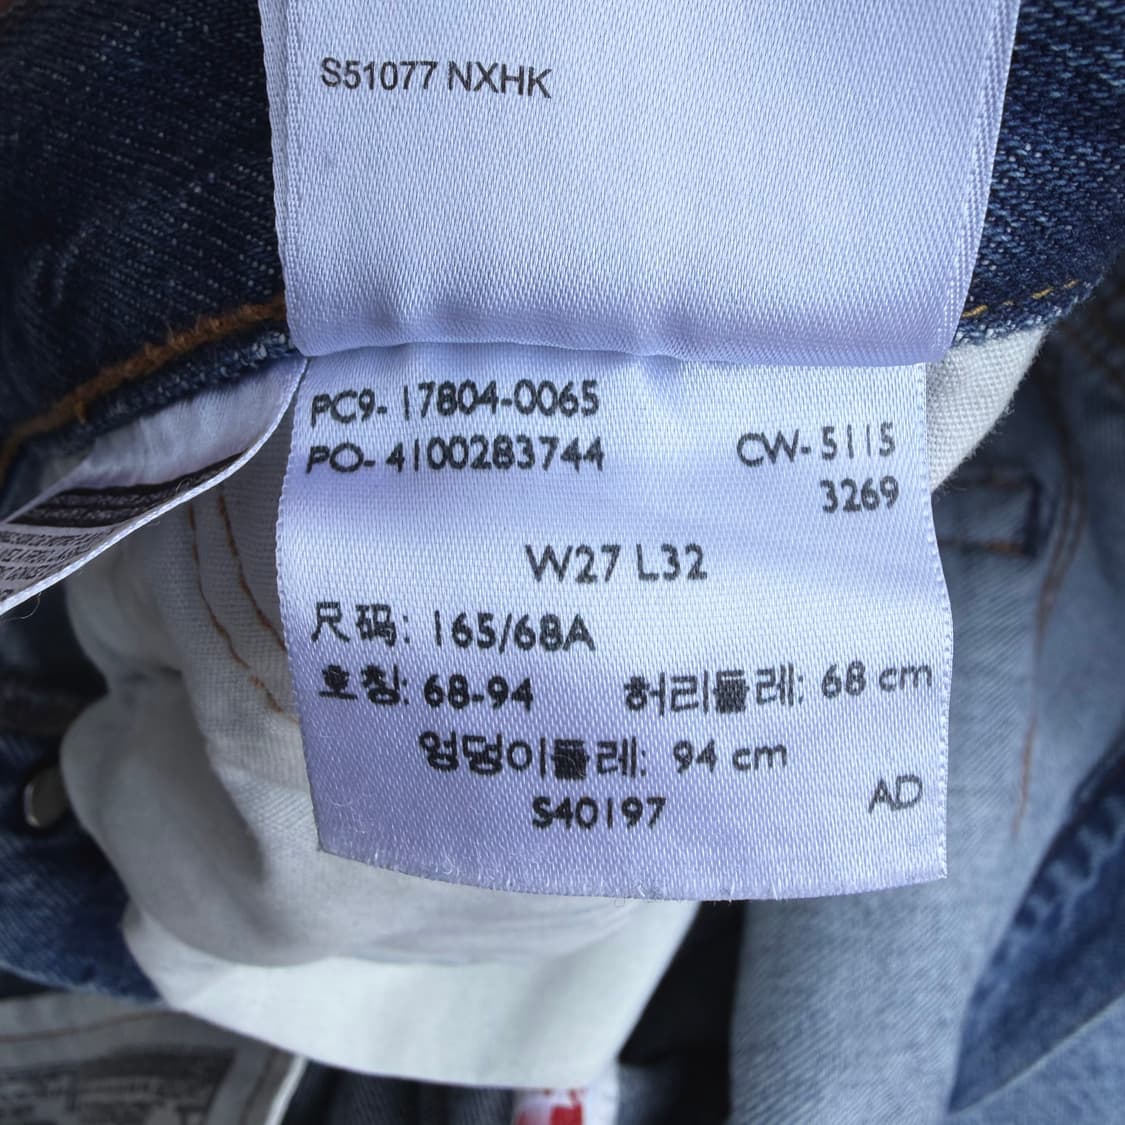 S51077 NXHK
PC9-17804-0065
PO-4100283744
CW-5115
3269
W27 L32
尺码: 165/68A
호칭: 68-94 허리둘레: 68 cm
엉덩이둘레: 94 cm
S40197
AD